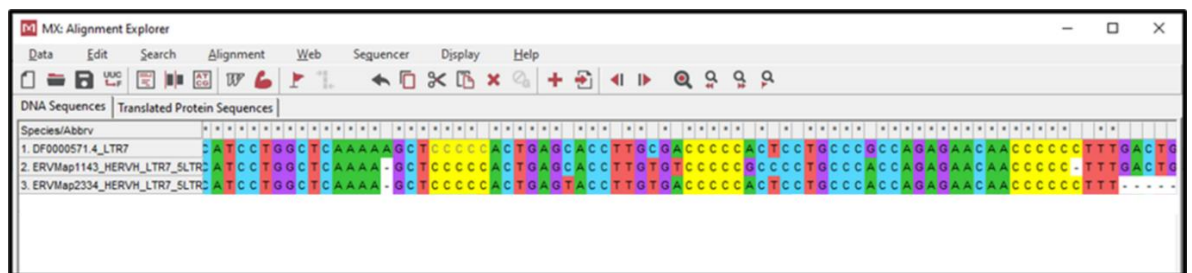 MX: Alignment Explorer
Data Edit Search Alignment Web Sequencer Display Help
DNA Sequences Translated Protein Sequences
Species/Abbrv
1. DF0000571.4_LTR7 C A T C C T G G C T C A A A A A G C T C C C C C A C T G A G C A C C T T G C G A C C C C C A C T C C T G C C C G C C A G A G A A C A A C C C C C C T T T G A C T G
2. ERVMap1143_HERVH_LTR7_5LTR C A T C C T G G C T C A A A A - G C T C C C C C A C T G A G C A C C T T G T G T C C C C C G C C C C T G C C C A C C A G A G A A C A A C C C C C - T T T G A C T G
3. ERVMap2334_HERVH_LTR7_5LTR C A T C C T G G C T C A A A A - G C T C C C C C A C T G A G T A C C T T G T G A C C C C C A C T C C T G C C C A C C A G A G A A C A A C C C C C C T T T - - - - -